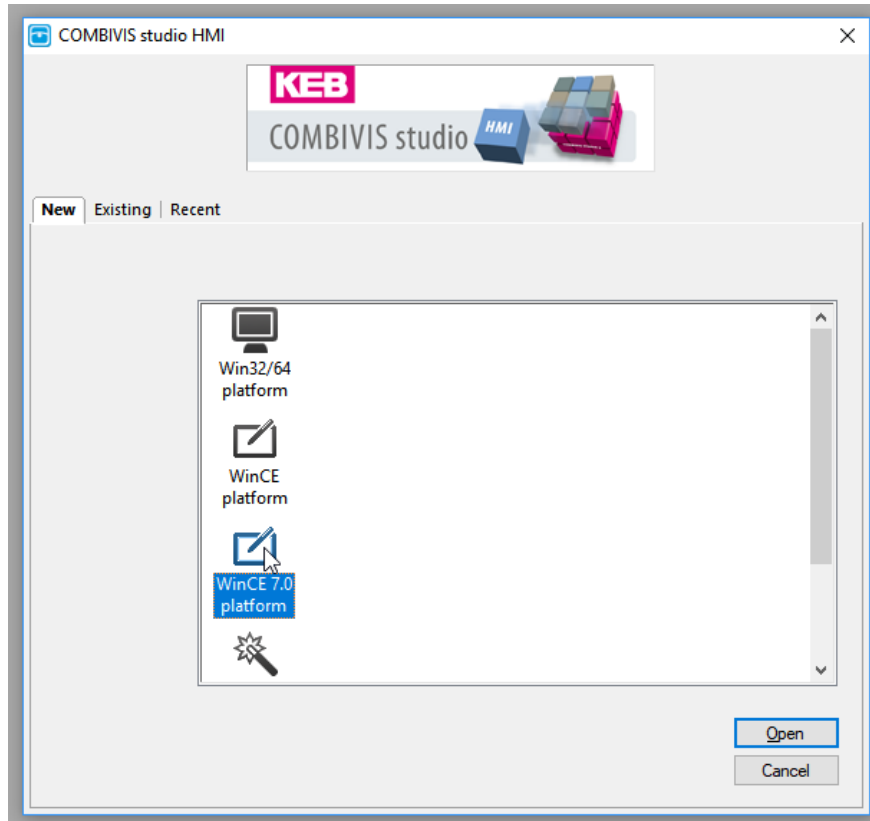 COMBIVIS studio HMI
KEB
COMBIVIS studio HMI
New Existing Recent
Win32/64
platform
WinCE
platform
WinCE 7.0
platform
Open
Cancel